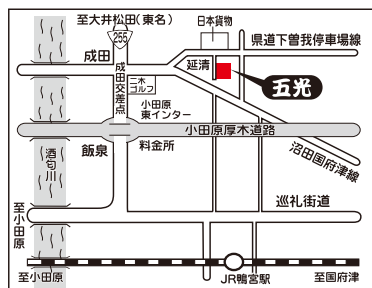 至大井松田(東名)
255
日本貨物
県道下曽我停車場線
成田
延清
五光
二木
ゴルフ
成田交差点
小田原
東インター
小田原厚木道路
飯泉
料金所
沼田国府津線
酒匂川
巡礼街道
至小田原
至小田原
JR鴨宮駅
至国府津